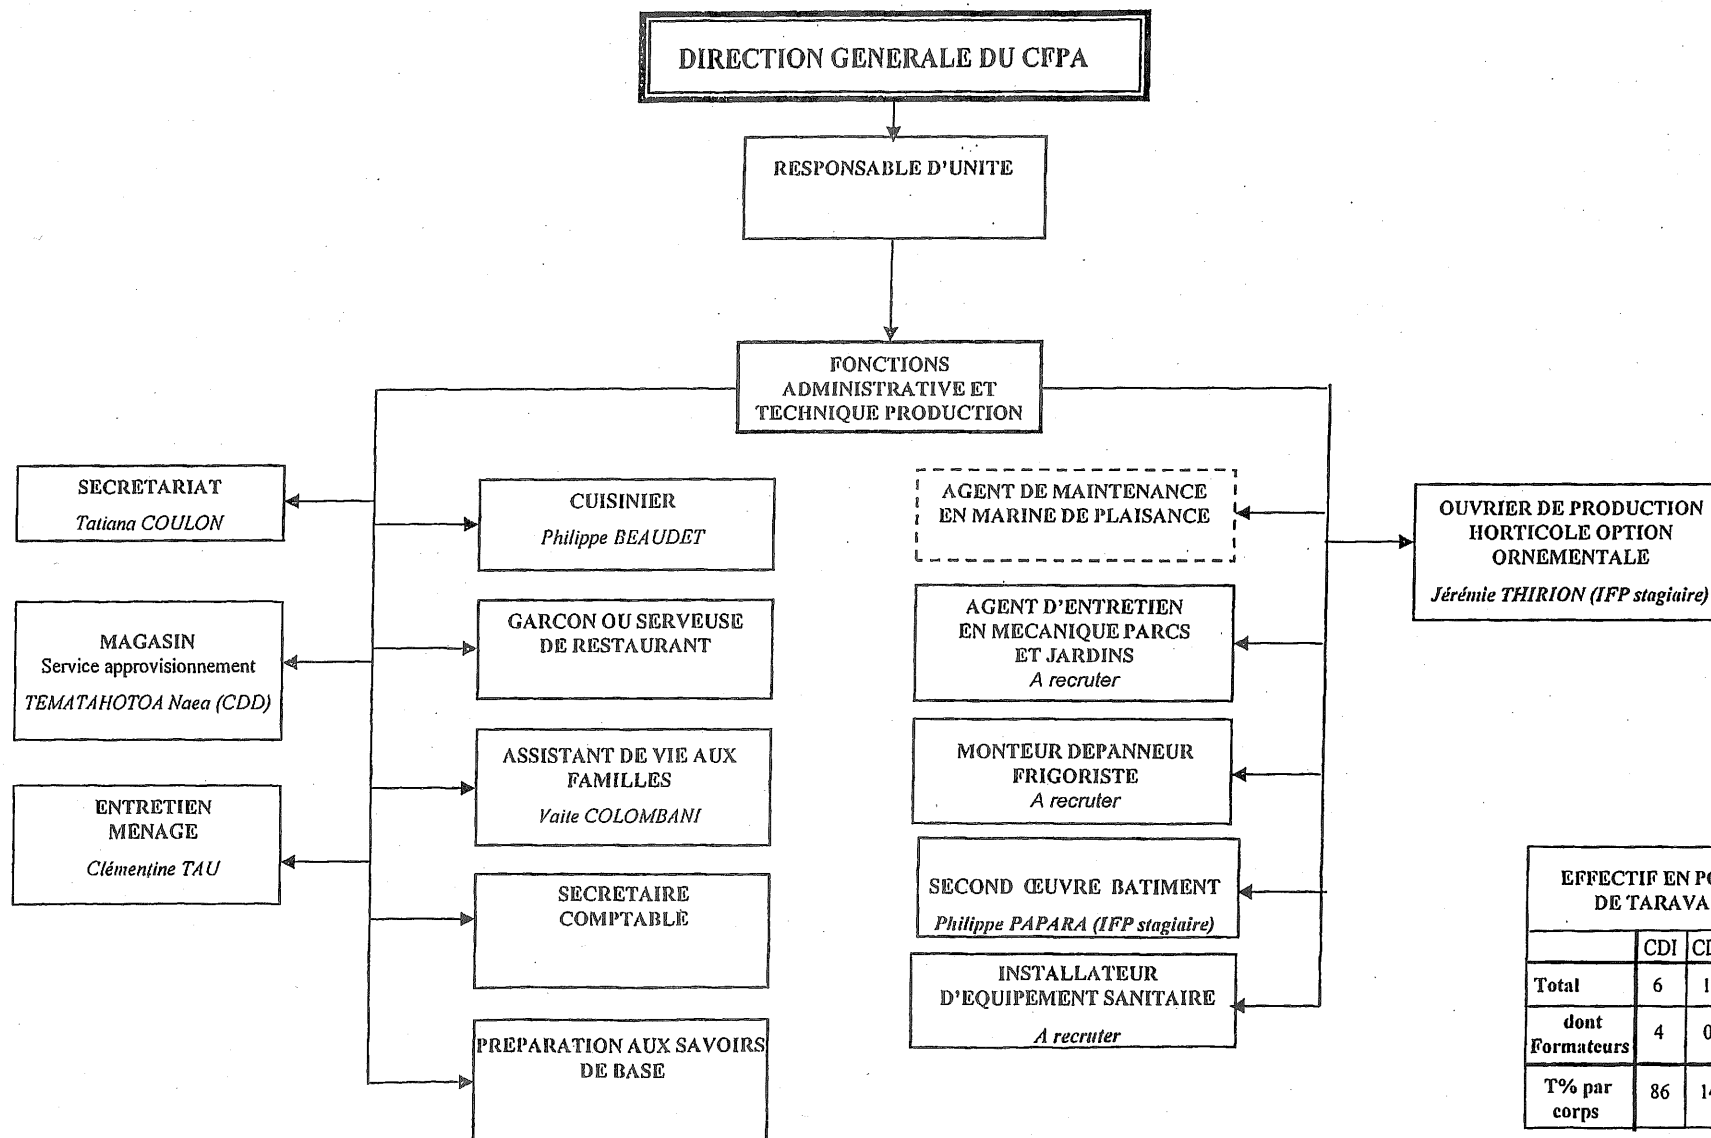 DIRECTION GENERALE DU CFPA
RESPONSABLE D'UNITE
FONCTIONS
ADMINISTRATIVE ET
TECHNIQUE PRODUCTION
SECRETARIAT
Tatiana COULON
MAGASIN
Service approvisionnement
TEMATAHOTOA Naea (CDD)
ENTRETIEN
MENAGE
Clémentine TAU
CUISINIER
Philippe BEAUDET
GARCON OU SERVEUSE
DE RESTAURANT
ASSISTANT DE VIE AUX
FAMILLES
Vaite COLOMBANI
SECRETAIRE
COMPTABLE
PREPARATION AUX SAVOIRS
DE BASE
AGENT DE MAINTENANCE
EN MARINE DE PLAISANCE
AGENT D'ENTRETIEN
EN MECANIQUE PARCS
ET JARDINS
A recruter
MONTEUR DEPANNEUR
FRIGORISTE
A recruter
SECOND ŒUVRE BATIMENT
Philippe PAPARA (IFP stagiaire)
INSTALLATEUR
D'EQUIPEMENT SANITAIRE
A recruter
OUVRIER DE PRODUCTION
HORTICOLE OPTION
ORNEMENTALE
Jérémie THIRION (IFP stagiaire)
EFFECTIF EN
DE TARAVA
CDI
Total 6 1
dont
Formateurs 4 0
T% par
corps 86